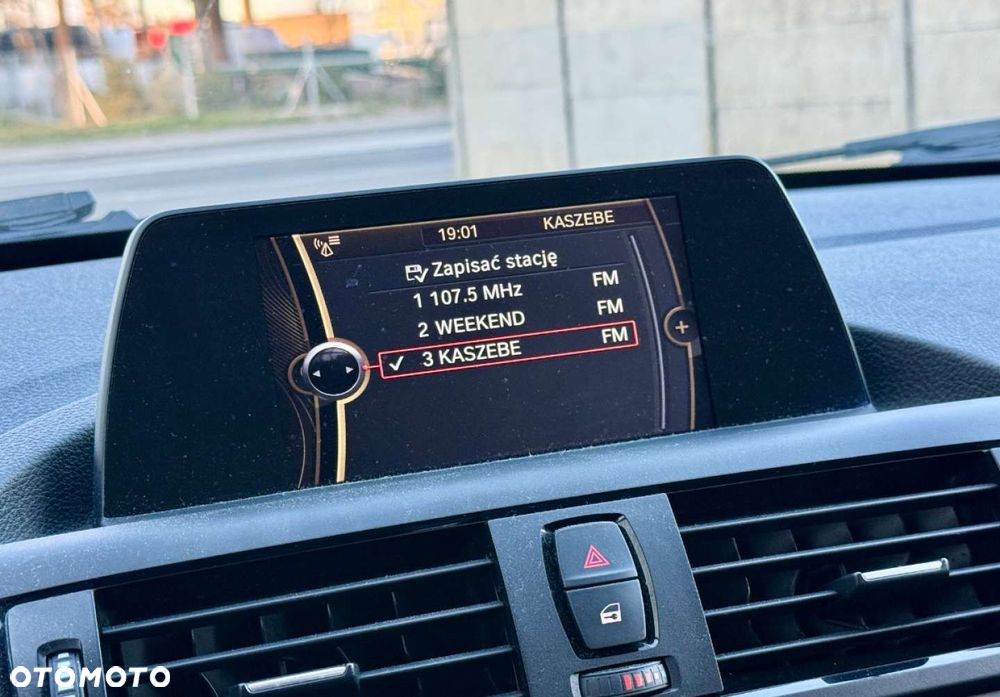 19:01 KASZEBE
Zapisać stację
1 107.5 MHz FM
2 WEEKEND FM
✓ 3 KASZEBE FM
+
OTOMOTO